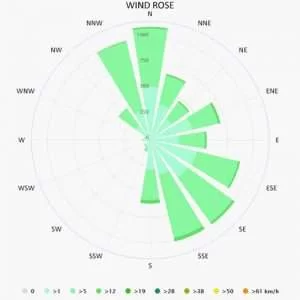 WIND ROSE
N
NNW NNE
NW NE
WNW ENE
W E
WSW ESE
SW SE
SSW SSE
S
0 >1 >5 >12 >19 >28 >38 >50 >61 km/h